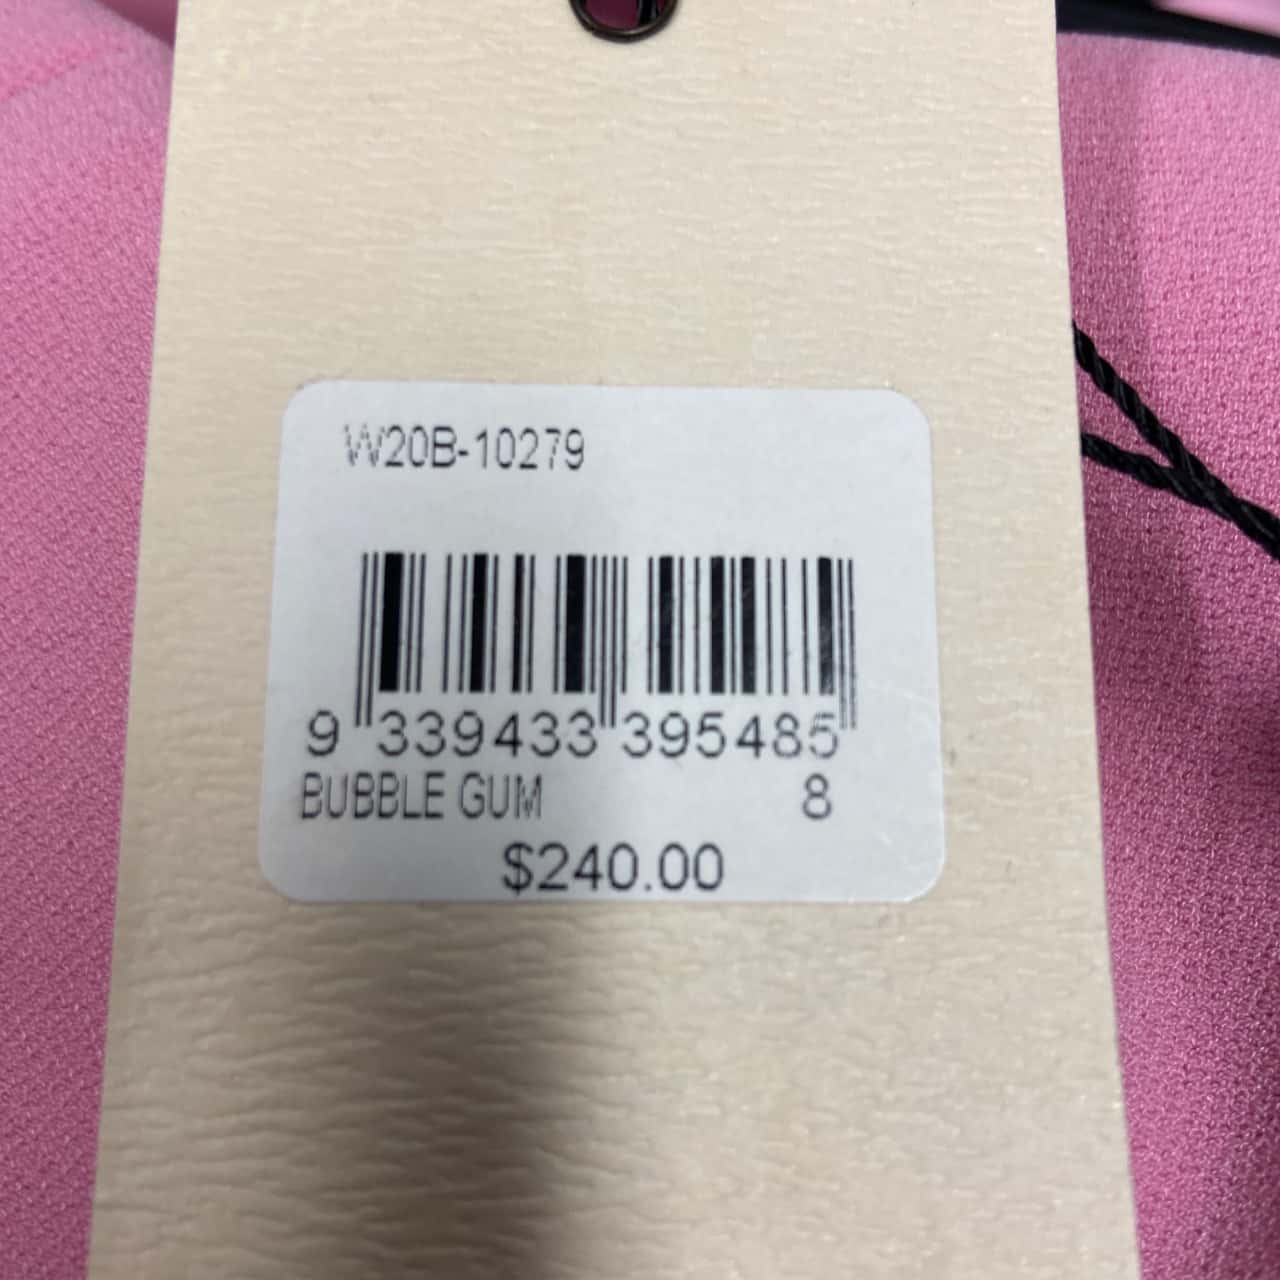 W20B-10279
9 339433 395485
BUBBLE GUM 8
$240.00